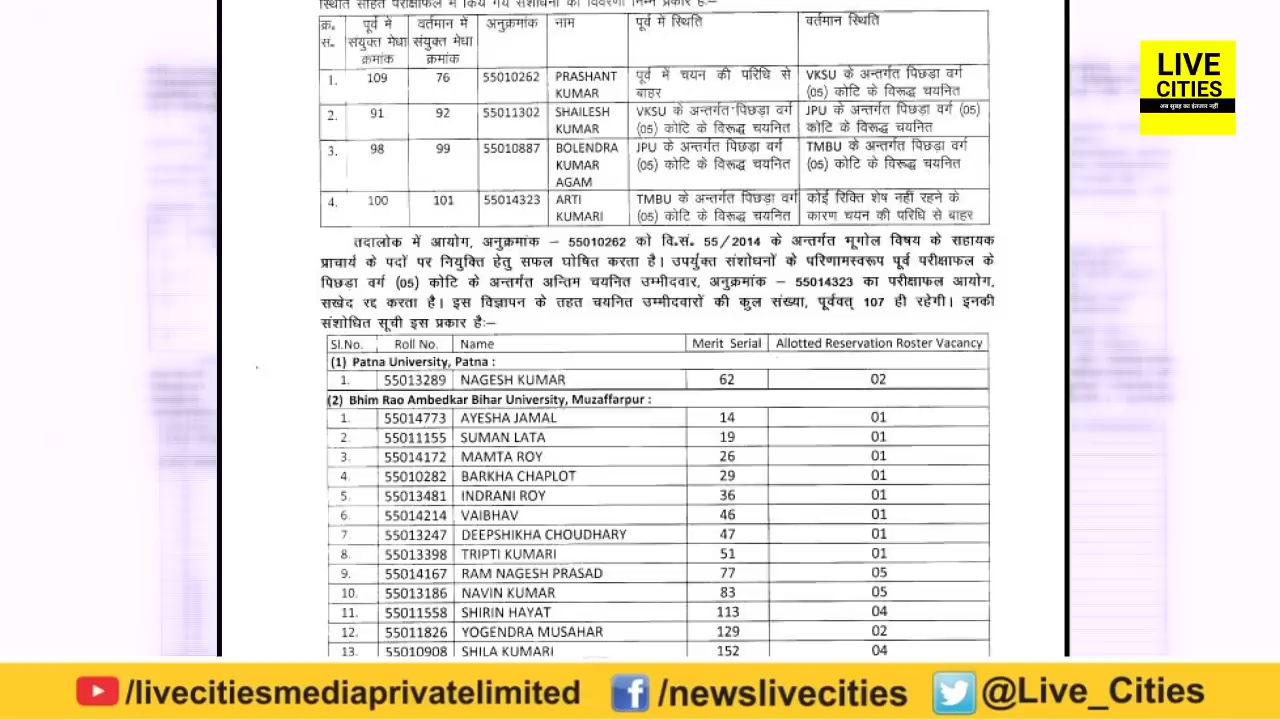 स्थिति सहित परीक्षाफल में किये गये संशोधनों का विवरणी निम्न प्रकार है:–
क्र. सं. | पूर्व में संयुक्त मेधा क्रमांक | वर्तमान में संयुक्त मेधा क्रमांक | अनुक्रमांक | नाम | पूर्व में स्थिति | वर्तमान स्थिति
1. 109 76 55010262 PRASHANT KUMAR पूर्व में चयन की परिधि से बाहर VKSU के अन्तर्गत पिछड़ा वर्ग (05) कोटि के विरूद्ध चयनित
2. 91 92 55011302 SHAILESH KUMAR VKSU के अन्तर्गत पिछड़ा वर्ग (05) कोटि के विरूद्ध चयनित JPU के अन्तर्गत पिछड़ा वर्ग (05) कोटि के विरूद्ध चयनित
3. 98 99 55010887 BOLENDRA KUMAR AGAM JPU के अन्तर्गत पिछड़ा वर्ग (05) कोटि के विरूद्ध चयनित TMBU के अन्तर्गत पिछड़ा वर्ग (05) कोटि के विरूद्ध चयनित
4. 100 101 55014323 ARTI KUMARI TMBU के अन्तर्गत पिछड़ा वर्ग (05) कोटि के विरूद्ध चयनित कोई रिक्ति शेष नहीं रहने के कारण चयन की परिधि से बाहर
तदालोक में आयोग, अनुक्रमांक – 55010262 को वि.सं. 55/2014 के अन्तर्गत भूगोल विषय के सहायक
प्राचार्य के पदों पर नियुक्ति हेतु सफल घोषित करता है। उपर्युक्त संशोधनों के परिणामस्वरूप पूर्व परीक्षाफल के
पिछड़ा वर्ग (05) कोटि के अन्तर्गत अन्तिम चयनित उम्मीदवार, अनुक्रमांक – 55014323 का परीक्षाफल आयोग,
सखेद रद्द करता है। इस विज्ञापन के तहत चयनित उम्मीदवारों की कुल संख्या, पूर्ववत् 107 ही रहेगी। इनकी
संशोधित सूची इस प्रकार है:–
Sl.No. Roll No. Name Merit Serial Allotted Reservation Roster Vacancy
(1) Patna University, Patna :
1. 55013289 NAGESH KUMAR 62 02
(2) Bhim Rao Ambedkar Bihar University, Muzaffarpur :
1. 55014773 AYESHA JAMAL 14 01
2. 55011155 SUMAN LATA 19 01
3. 55014172 MAMTA ROY 26 01
4. 55010282 BARKHA CHAPLOT 29 01
5. 55013481 INDRANI ROY 36 01
6. 55014214 VAIBHAV 46 01
7. 55013247 DEEPSHIKHA CHOUDHARY 47 01
8. 55013398 TRIPTI KUMARI 51 01
9. 55014167 RAM NAGESH PRASAD 77 05
10. 55013186 NAVIN KUMAR 83 05
11. 55011558 SHIRIN HAYAT 113 04
12. 55011826 YOGENDRA MUSAHAR 129 02
13. 55010908 SHILA KUMARI 152 04
LIVE
CITIES
अब सुबह का इंतजार नहीं
/livecitiesmediaprivatelimited /newslivecities @Live_Cities